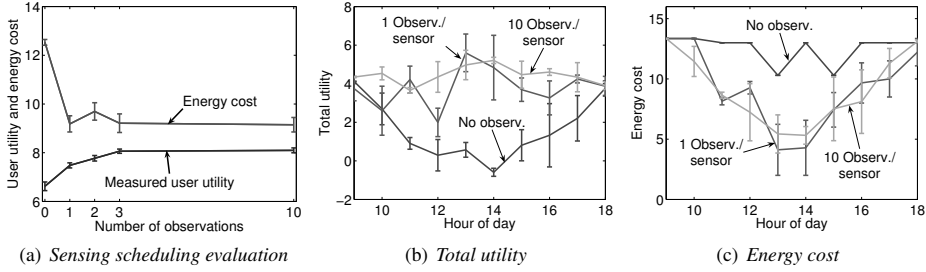 User utility and energy cost
14
12
10
8
6
0
1
2
3
10
Number of observations
Energy cost
Measured user utility
(a) Sensing scheduling evaluation
Total utility
8
6
4
2
0
−2
10
12
14
16
18
Hour of day
1 Observ./
sensor
10 Observ./
sensor
No observ.
(b) Total utility
Energy cost
15
10
5
0
10
12
14
16
18
Hour of day
No observ.
1 Observ./
sensor
10 Observ./
sensor
(c) Energy cost